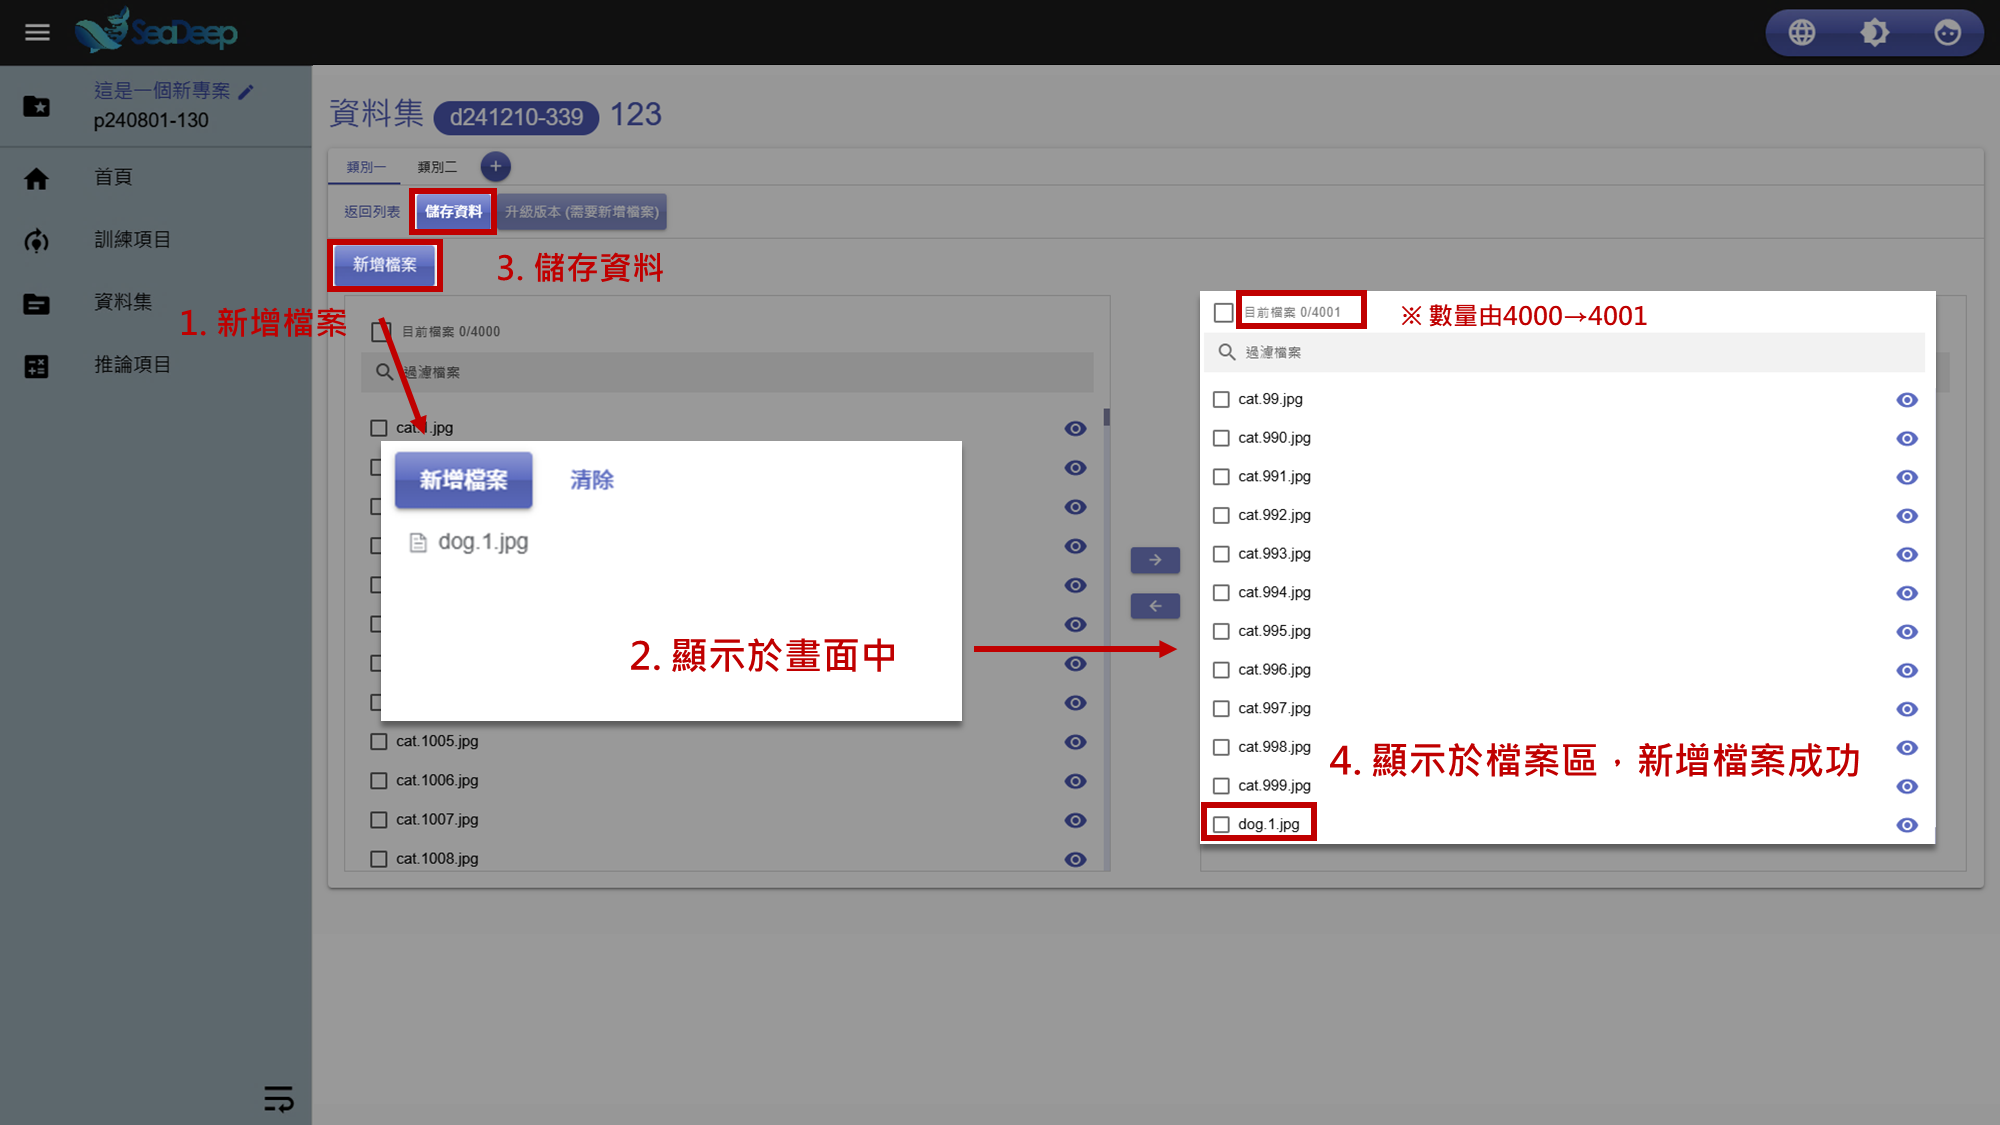 SeaDeep
這是一個新專案
p240801-130
首頁
訓練項目
資料集
推論項目
資料集 d241210-339 123
類別一 類別二 +
返回列表 儲存資料 升級版本 (需要新增檔案)
新增檔案
3. 儲存資料
1. 新增檔案
目前檔案 0/4000
過濾檔案
cat.1.jpg
新增檔案 清除
dog.1.jpg
2. 顯示於畫面中
cat.1005.jpg
cat.1006.jpg
cat.1007.jpg
cat.1008.jpg
目前檔案 0/4001
※ 數量由4000→4001
過濾檔案
cat.99.jpg
cat.990.jpg
cat.991.jpg
cat.992.jpg
cat.993.jpg
cat.994.jpg
cat.995.jpg
cat.996.jpg
cat.997.jpg
cat.998.jpg
4. 顯示於檔案區，新增檔案成功
cat.999.jpg
dog.1.jpg